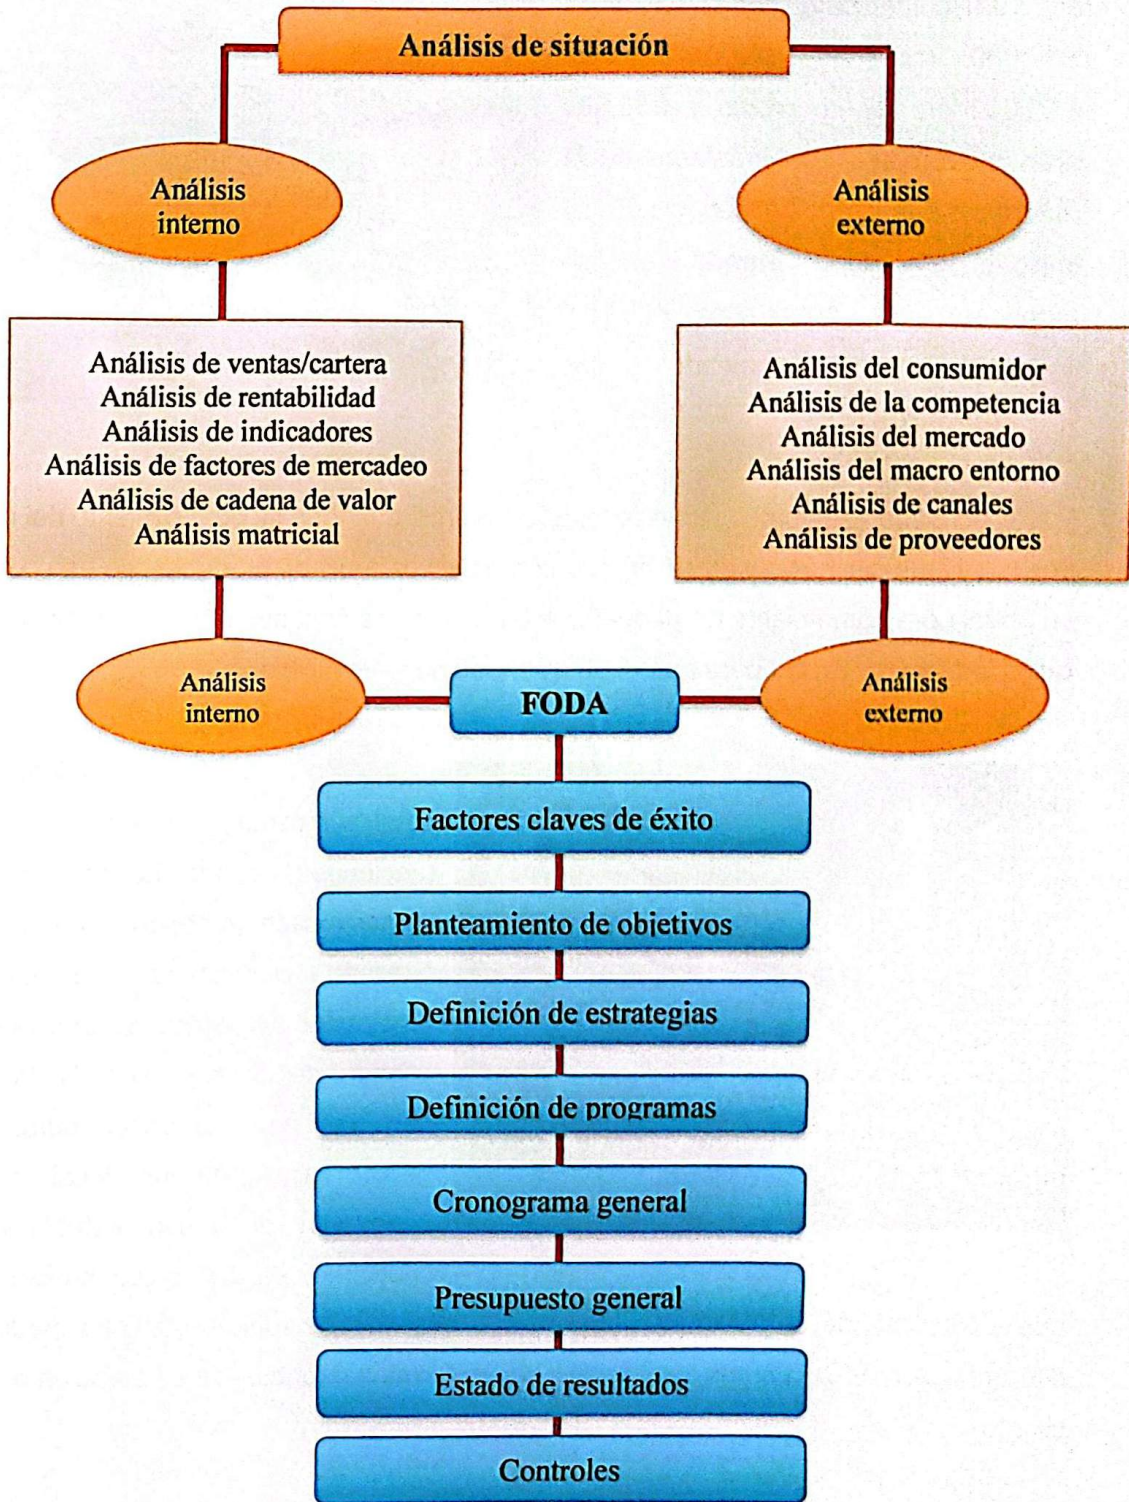 Análisis de situación
Análisis
interno
Análisis
externo
Análisis de ventas/cartera
Análisis de rentabilidad
Análisis de indicadores
Análisis de factores de mercadeo
Análisis de cadena de valor
Análisis matricial
Análisis del consumidor
Análisis de la competencia
Análisis del mercado
Análisis del macro entorno
Análisis de canales
Análisis de proveedores
Análisis
interno
FODA
Análisis
externo
Factores claves de éxito
Planteamiento de objetivos
Definición de estrategias
Definición de programas
Cronograma general
Presupuesto general
Estado de resultados
Controles